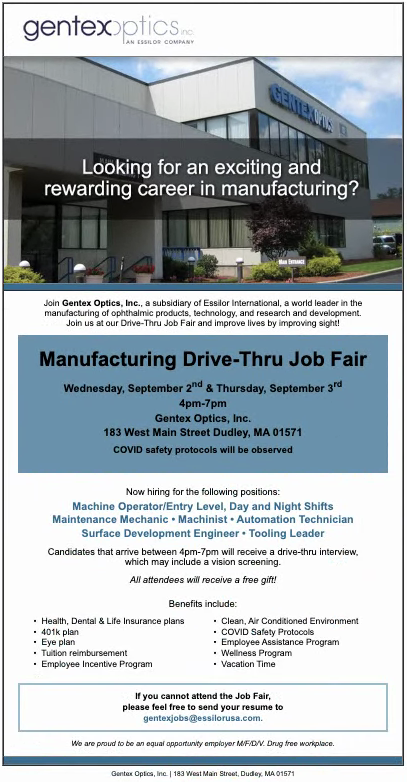 gentexoptics inc.
AN ESSILOR COMPANY
GENTEX OPTICS
Looking for an exciting and
rewarding career in manufacturing?
MAIN ENTRANCE
Join Gentex Optics, Inc., a subsidiary of Essilor International, a world leader in the
manufacturing of ophthalmic products, technology, and research and development.
Join us at our Drive-Thru Job Fair and improve lives by improving sight!
Manufacturing Drive-Thru Job Fair
Wednesday, September 2nd & Thursday, September 3rd
4pm-7pm
Gentex Optics, Inc.
183 West Main Street Dudley, MA 01571
COVID safety protocols will be observed
Now hiring for the following positions:
Machine Operator/Entry Level, Day and Night Shifts
Maintenance Mechanic • Machinist • Automation Technician
Surface Development Engineer • Tooling Leader
Candidates that arrive between 4pm-7pm will receive a drive-thru interview,
which may include a vision screening.
All attendees will receive a free gift!
Benefits include:
• Health, Dental & Life Insurance plans
• 401k plan
• Eye plan
• Tuition reimbursement
• Employee Incentive Program
• Clean, Air Conditioned Environment
• COVID Safety Protocols
• Employee Assistance Program
• Wellness Program
• Vacation Time
If you cannot attend the Job Fair,
please feel free to send your resume to
gentexjobs@essilorusa.com.
We are proud to be an equal opportunity employer M/F/D/V. Drug free workplace.
Gentex Optics, Inc. | 183 West Main Street, Dudley, MA 01571